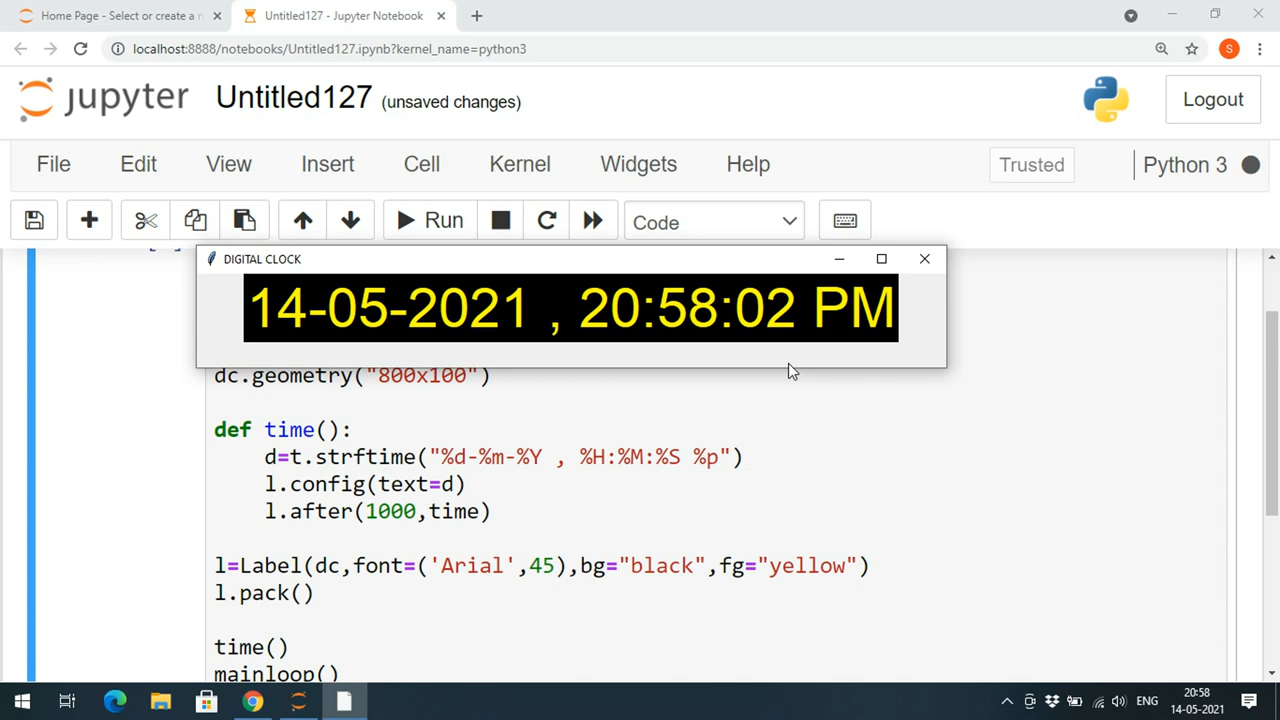 Home Page - Select or create a n
Untitled127 - Jupyter Notebook
localhost:8888/notebooks/Untitled127.ipynb?kernel_name=python3
S
jupyter Untitled127 (unsaved changes)
Logout
File Edit View Insert Cell Kernel Widgets Help
Trusted
Python 3
Run
Code
DIGITAL CLOCK
14-05-2021 , 20:58:02 PM
dc.geometry("800x100")
def time():
d=t.strftime("%d-%m-%Y , %H:%M:%S %p")
l.config(text=d)
l.after(1000,time)
l=Label(dc,font=('Arial',45),bg="black",fg="yellow")
l.pack()
time()
mainloop()
ENG
20:58
14-05-2021